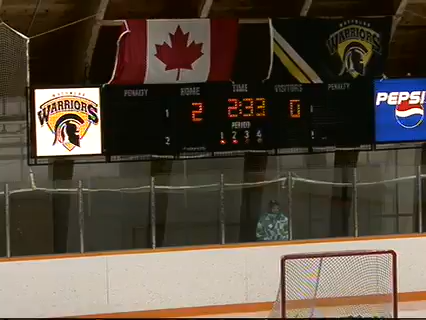 WATERLOO
WARRIORS
WARRIORS
PENALTY HOME TIME VISITORS PENALTY
2 2:33 0
1
PERIOD
1 2 3 4
2
PEPSI